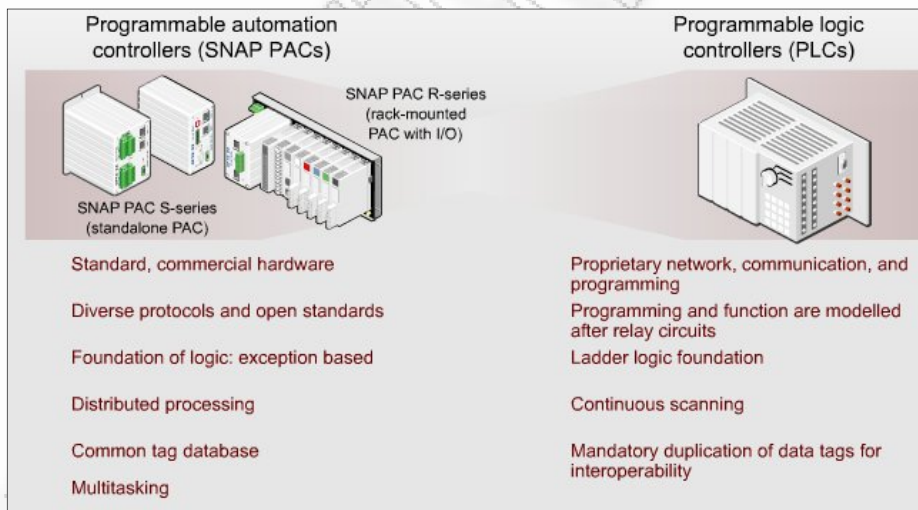 Programmable automation
controllers (SNAP PACs)
Programmable logic
controllers (PLCs)
SNAP PAC R-series
(rack-mounted
PAC with I/O)
SNAP PAC S-series
(standalone PAC)
Standard, commercial hardware
Diverse protocols and open standards
Foundation of logic: exception based
Distributed processing
Common tag database
Multitasking
Proprietary network, communication, and
programming
Programming and function are modelled
after relay circuits
Ladder logic foundation
Continuous scanning
Mandatory duplication of data tags for
interoperability